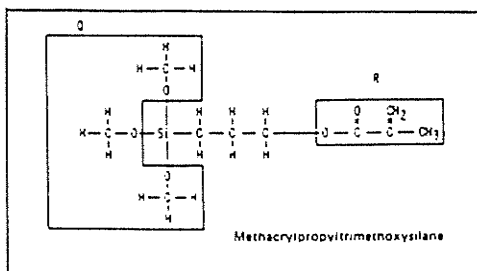 Q
H
H – C – H
R
O
H H H H O CH2
H – C – O – Si – C – C – C – O – C – C – CH3
H H H H
O
H – C – H
H
Methacrylpropyltrimethoxysilane